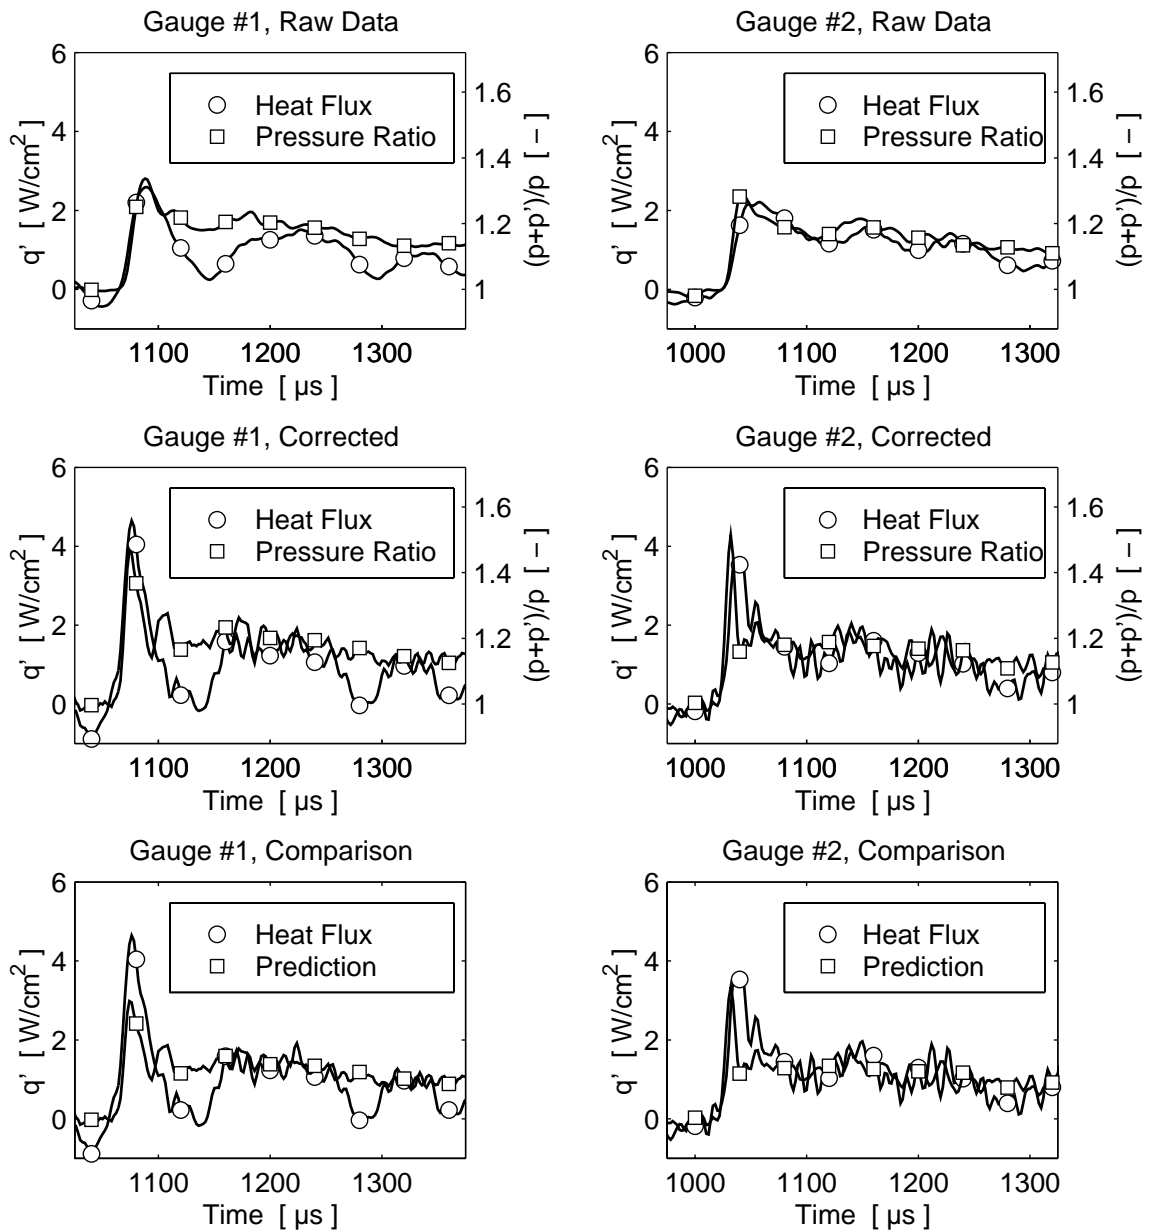 Gauge #1, Raw Data
6
4
2
0
q' [ W/cm2 ]
Heat Flux
Pressure Ratio
1.6
1.4
1.2
1
(p+p')/p [ – ]
1100 1200 1300
Time [ µs ]
Gauge #2, Raw Data
6
4
2
0
q' [ W/cm2 ]
Heat Flux
Pressure Ratio
1.6
1.4
1.2
1
(p+p')/p [ – ]
1000 1100 1200 1300
Time [ µs ]
Gauge #1, Corrected
6
4
2
0
q' [ W/cm2 ]
Heat Flux
Pressure Ratio
1.6
1.4
1.2
1
(p+p')/p [ – ]
1100 1200 1300
Time [ µs ]
Gauge #2, Corrected
6
4
2
0
q' [ W/cm2 ]
Heat Flux
Pressure Ratio
1.6
1.4
1.2
1
(p+p')/p [ – ]
1000 1100 1200 1300
Time [ µs ]
Gauge #1, Comparison
6
4
2
0
q' [ W/cm2 ]
Heat Flux
Prediction
1100 1200 1300
Time [ µs ]
Gauge #2, Comparison
6
4
2
0
q' [ W/cm2 ]
Heat Flux
Prediction
1000 1100 1200 1300
Time [ µs ]